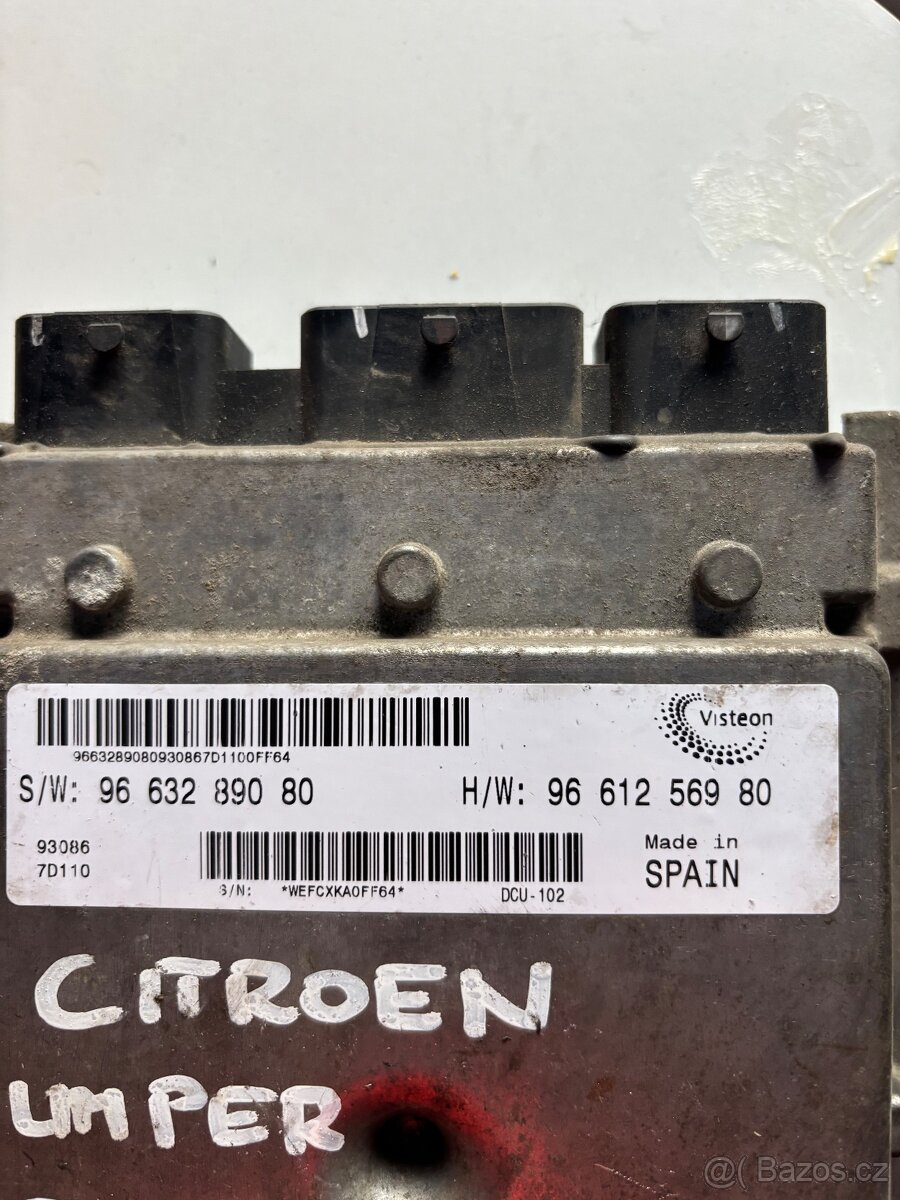 Visteon
9663289080930867D1100FF64
S/W: 96 632 890 80 H/W: 96 612 569 80
93086
7D110
Made in
SPAIN
S/N: *WEFCXKA0FF64* DCU-102
CITROEN
UMPER
@( Bazos.cz